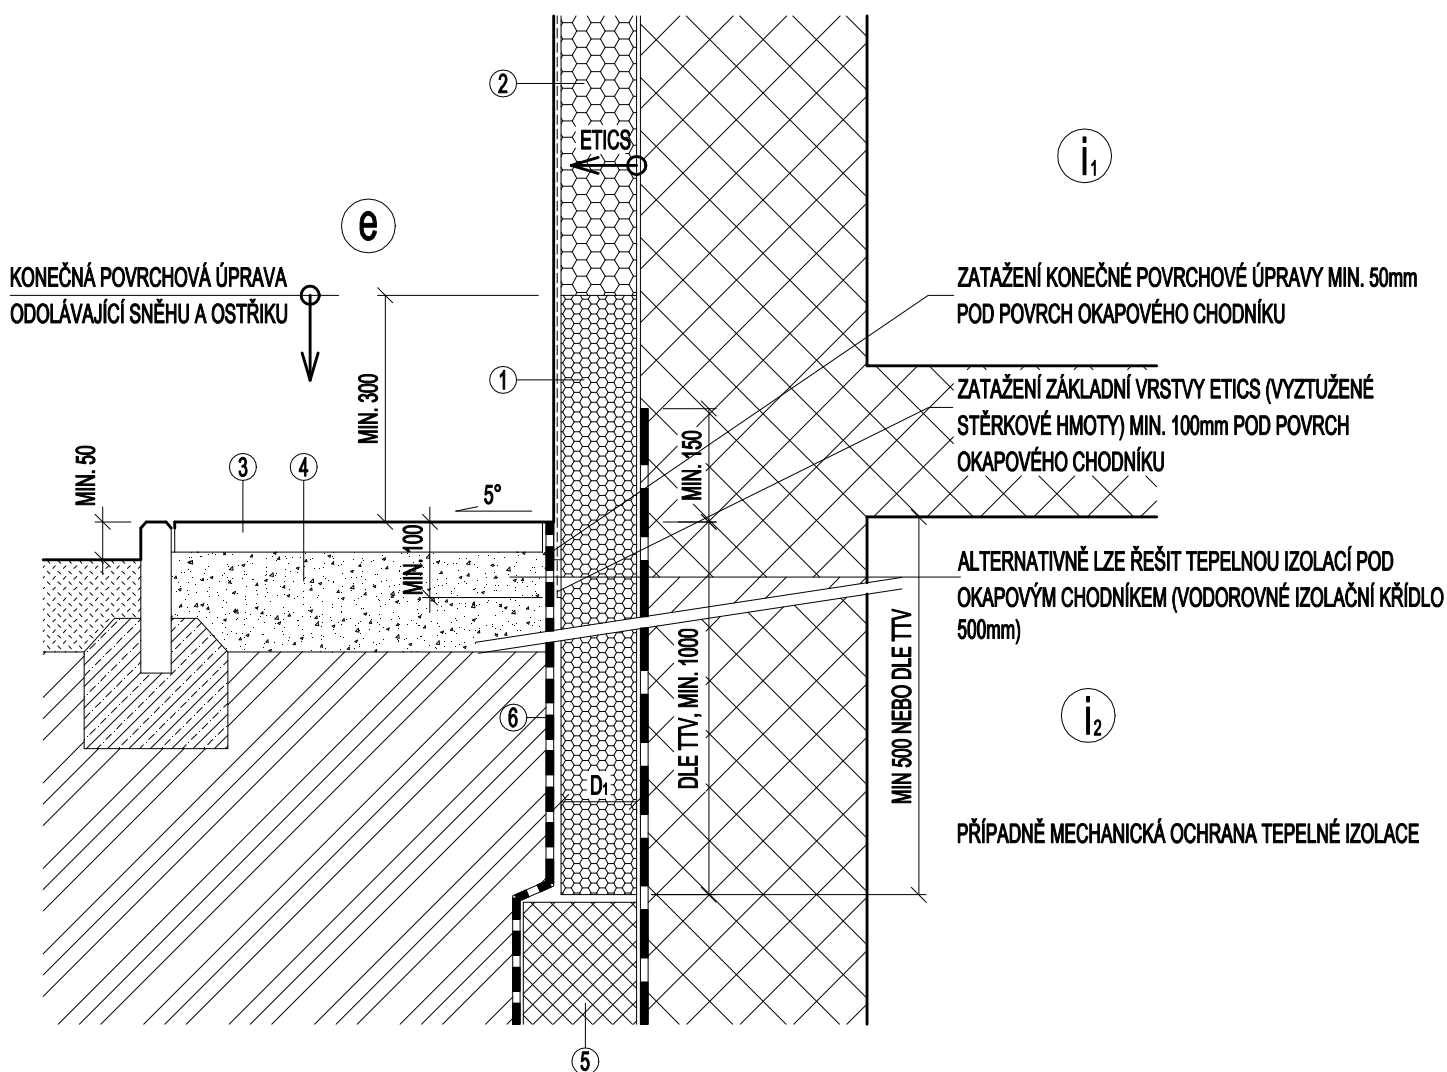 2
ETICS
i1
e
KONEČNÁ POVRCHOVÁ ÚPRAVA
ODOLÁVAJÍCÍ SNĚHU A OSTŘIKU
ZATAŽENÍ KONEČNÉ POVRCHOVÉ ÚPRAVY MIN. 50mm
POD POVRCH OKAPOVÉHO CHODNÍKU
1
MIN. 300
ZATAŽENÍ ZÁKLADNÍ VRSTVY ETICS (VYZTUŽENÉ
STĚRKOVÉ HMOTY) MIN. 100mm POD POVRCH
OKAPOVÉHO CHODNÍKU
MIN. 150
MIN. 50
3
4
5°
MIN. 100
ALTERNATIVNĚ LZE ŘEŠIT TEPELNOU IZOLACÍ POD
OKAPOVÝM CHODNÍKEM (VODOROVNÉ IZOLAČNÍ KŘÍDLO
500mm)
DLE TTV, MIN. 1000
MIN 500 NEBO DLE TTV
6
i2
D1
PŘÍPADNĚ MECHANICKÁ OCHRANA TEPELNÉ IZOLACE
5